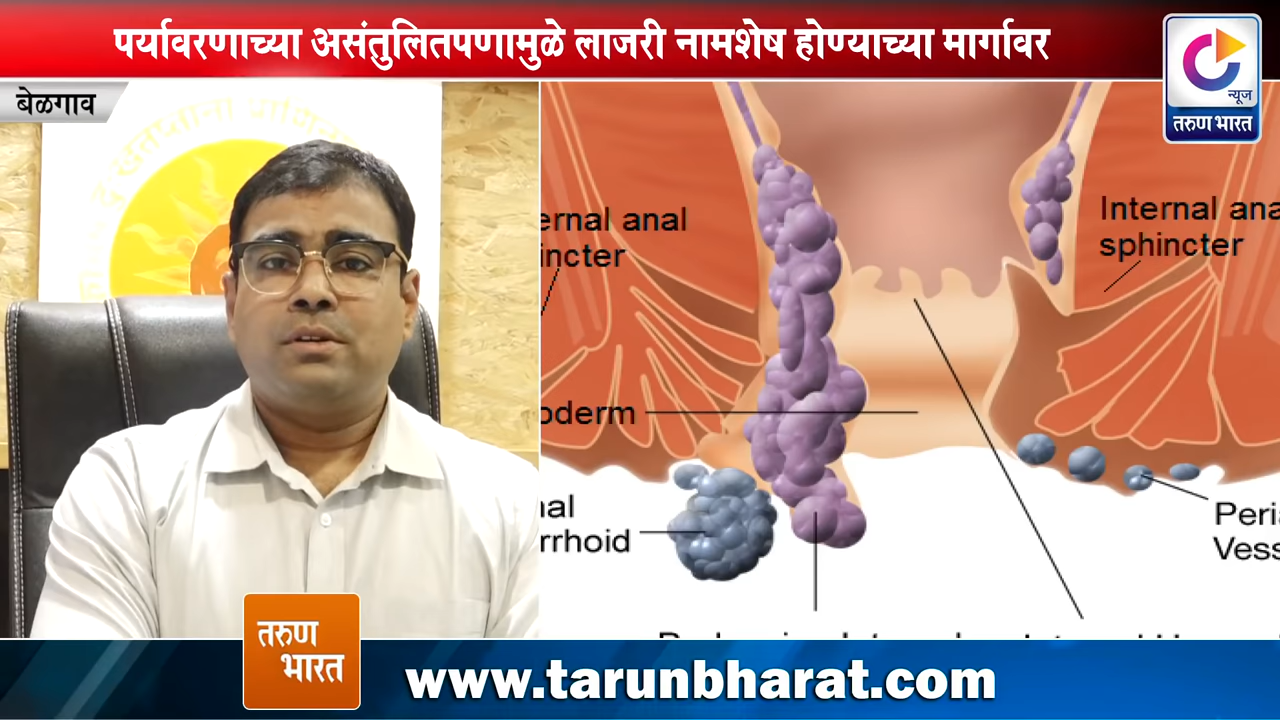 पर्यावरणाच्या असंतुलितपणामुळे लाजरी नामशेष होण्याच्या मार्गावर
बेळगाव
न्यूज
तरुण भारत
ernal anal
incter
Internal ana
sphincter
oderm
nal
rrhoid
Peri
Vess
तरुण
भारत
www.tarunbharat.com